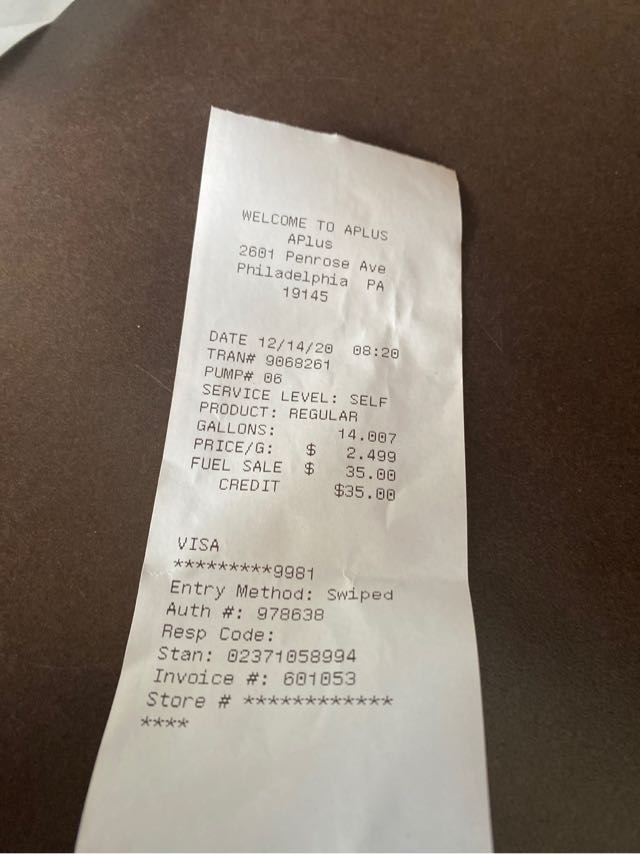 WELCOME TO APLUS
APlus
2601 Penrose Ave
Philadelphia PA
19145
DATE 12/14/20 08:20
TRAN# 9068261
PUMP# 06
SERVICE LEVEL: SELF
PRODUCT: REGULAR
GALLONS: 14.007
PRICE/G: $ 2.499
FUEL SALE $ 35.00
CREDIT $35.00
VISA
*********9981
Entry Method: Swiped
Auth #: 978638
Resp Code:
Stan: 02371058994
Invoice #: 601053
Store # ************
****